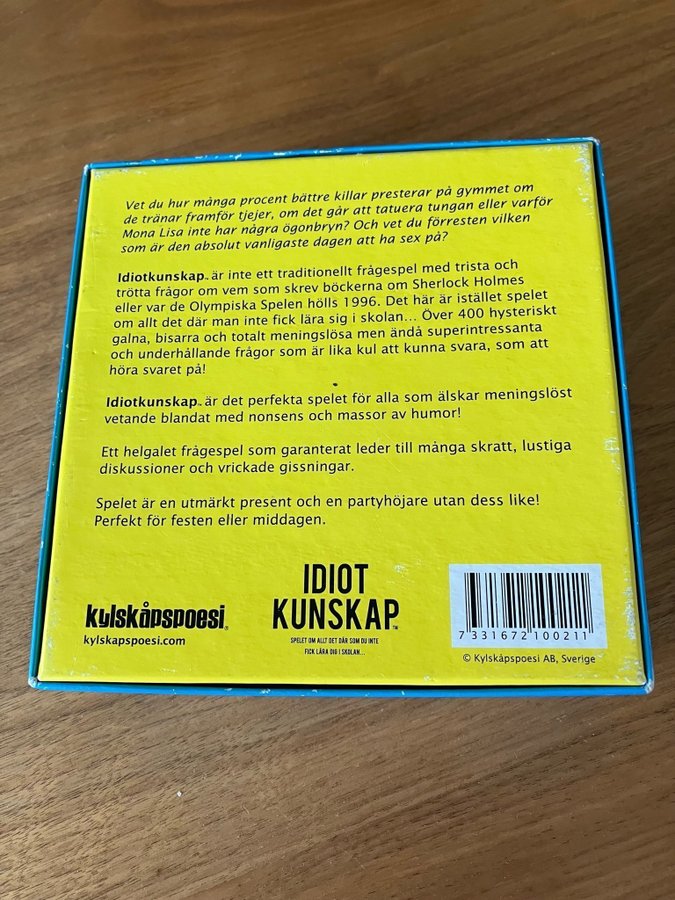 Vet du hur många procent bättre killar presterar på gymmet om
de tränar framför tjejer, om det går att tatuera tungan eller varför
Mona Lisa inte har några ögonbryn? Och vet du förresten vilken
som är den absolut vanligaste dagen att ha sex på?
Idiotkunskap™ är inte ett traditionellt frågespel med trista och
trötta frågor om vem som skrev böckerna om Sherlock Holmes
eller var de Olympiska Spelen hölls 1996. Det här är istället spelet
om allt det där man inte fick lära sig i skolan... Över 400 hysteriskt
galna, bisarra och totalt meningslösa men ändå superintressanta
och underhållande frågor som är lika kul att kunna svara, som att
höra svaret på!
Idiotkunskap™ är det perfekta spelet för alla som älskar meningslöst
vetande blandat med nonsens och massor av humor!
Ett helgalet frågespel som garanterat leder till många skratt, lustiga
diskussioner och vrickade gissningar.
Spelet är en utmärkt present och en partyhöjare utan dess like!
Perfekt för festen eller middagen.
kylskåpspoesi®
kylskapspoesi.com
IDIOT
KUNSKAP™
SPELET OM ALLT DET DÄR SOM DU INTE
FICK LÄRA DIG I SKOLAN...
7 331672 100211
© Kylskåpspoesi AB, Sverige